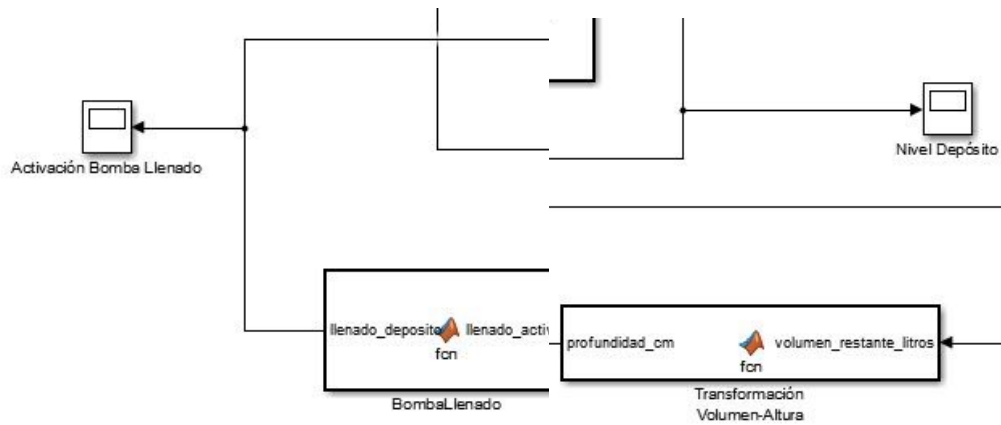 Activación Bomba Llenado
Nivel Depósito
llenado_deposito
fcn
llenado_activ
BombaLlenado
profundidad_cm
fcn
volumen_restante_litros
Transformación
Volumen-Altura